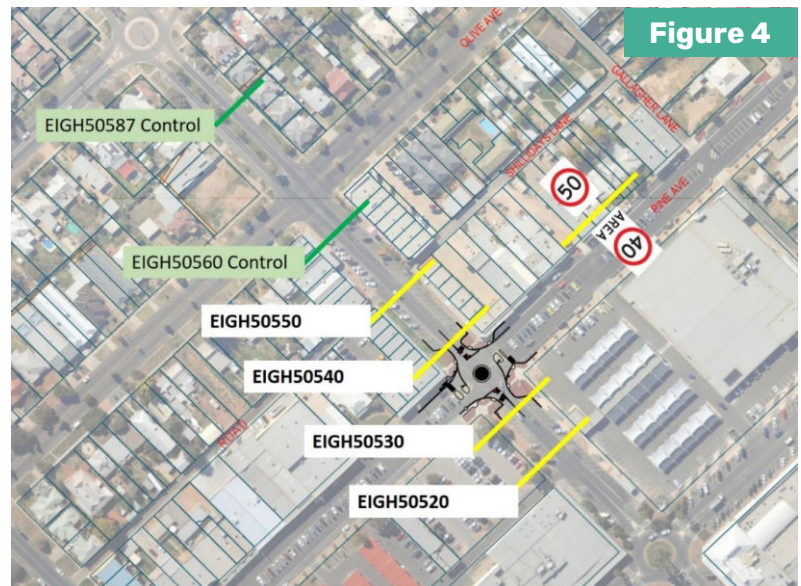 Figure 4
OLIVE AVE
GALLAGHER LANE
EIGH50587 Control
SHILLIDAYS LANE
50
PINE AVE
AREA
40
EIGH50560 Control
EIGH50550
EIGH50540
ROAD
EIGH50530
EIGH50520